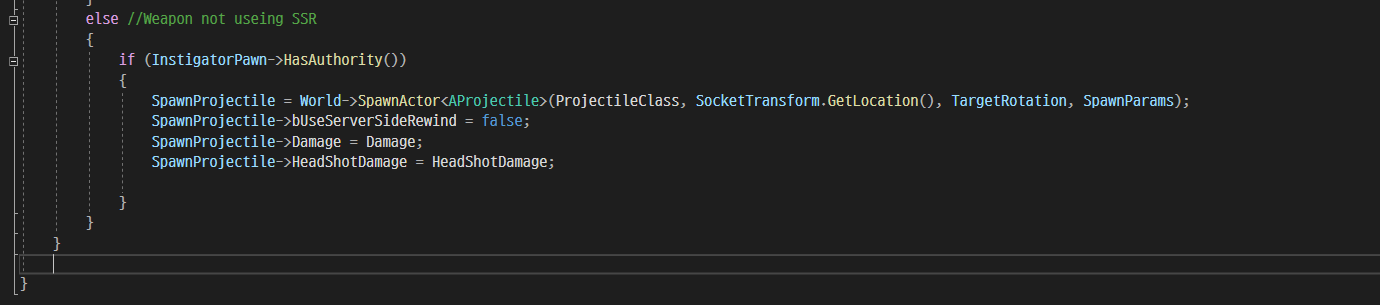 }
else //Weapon not useing SSR
{
if (InstigatorPawn->HasAuthority())
{
SpawnProjectile = World->SpawnActor<AProjectile>(ProjectileClass, SocketTransform.GetLocation(), TargetRotation, SpawnParams);
SpawnProjectile->bUseServerSideRewind = false;
SpawnProjectile->Damage = Damage;
SpawnProjectile->HeadShotDamage = HeadShotDamage;
}
}
}
}